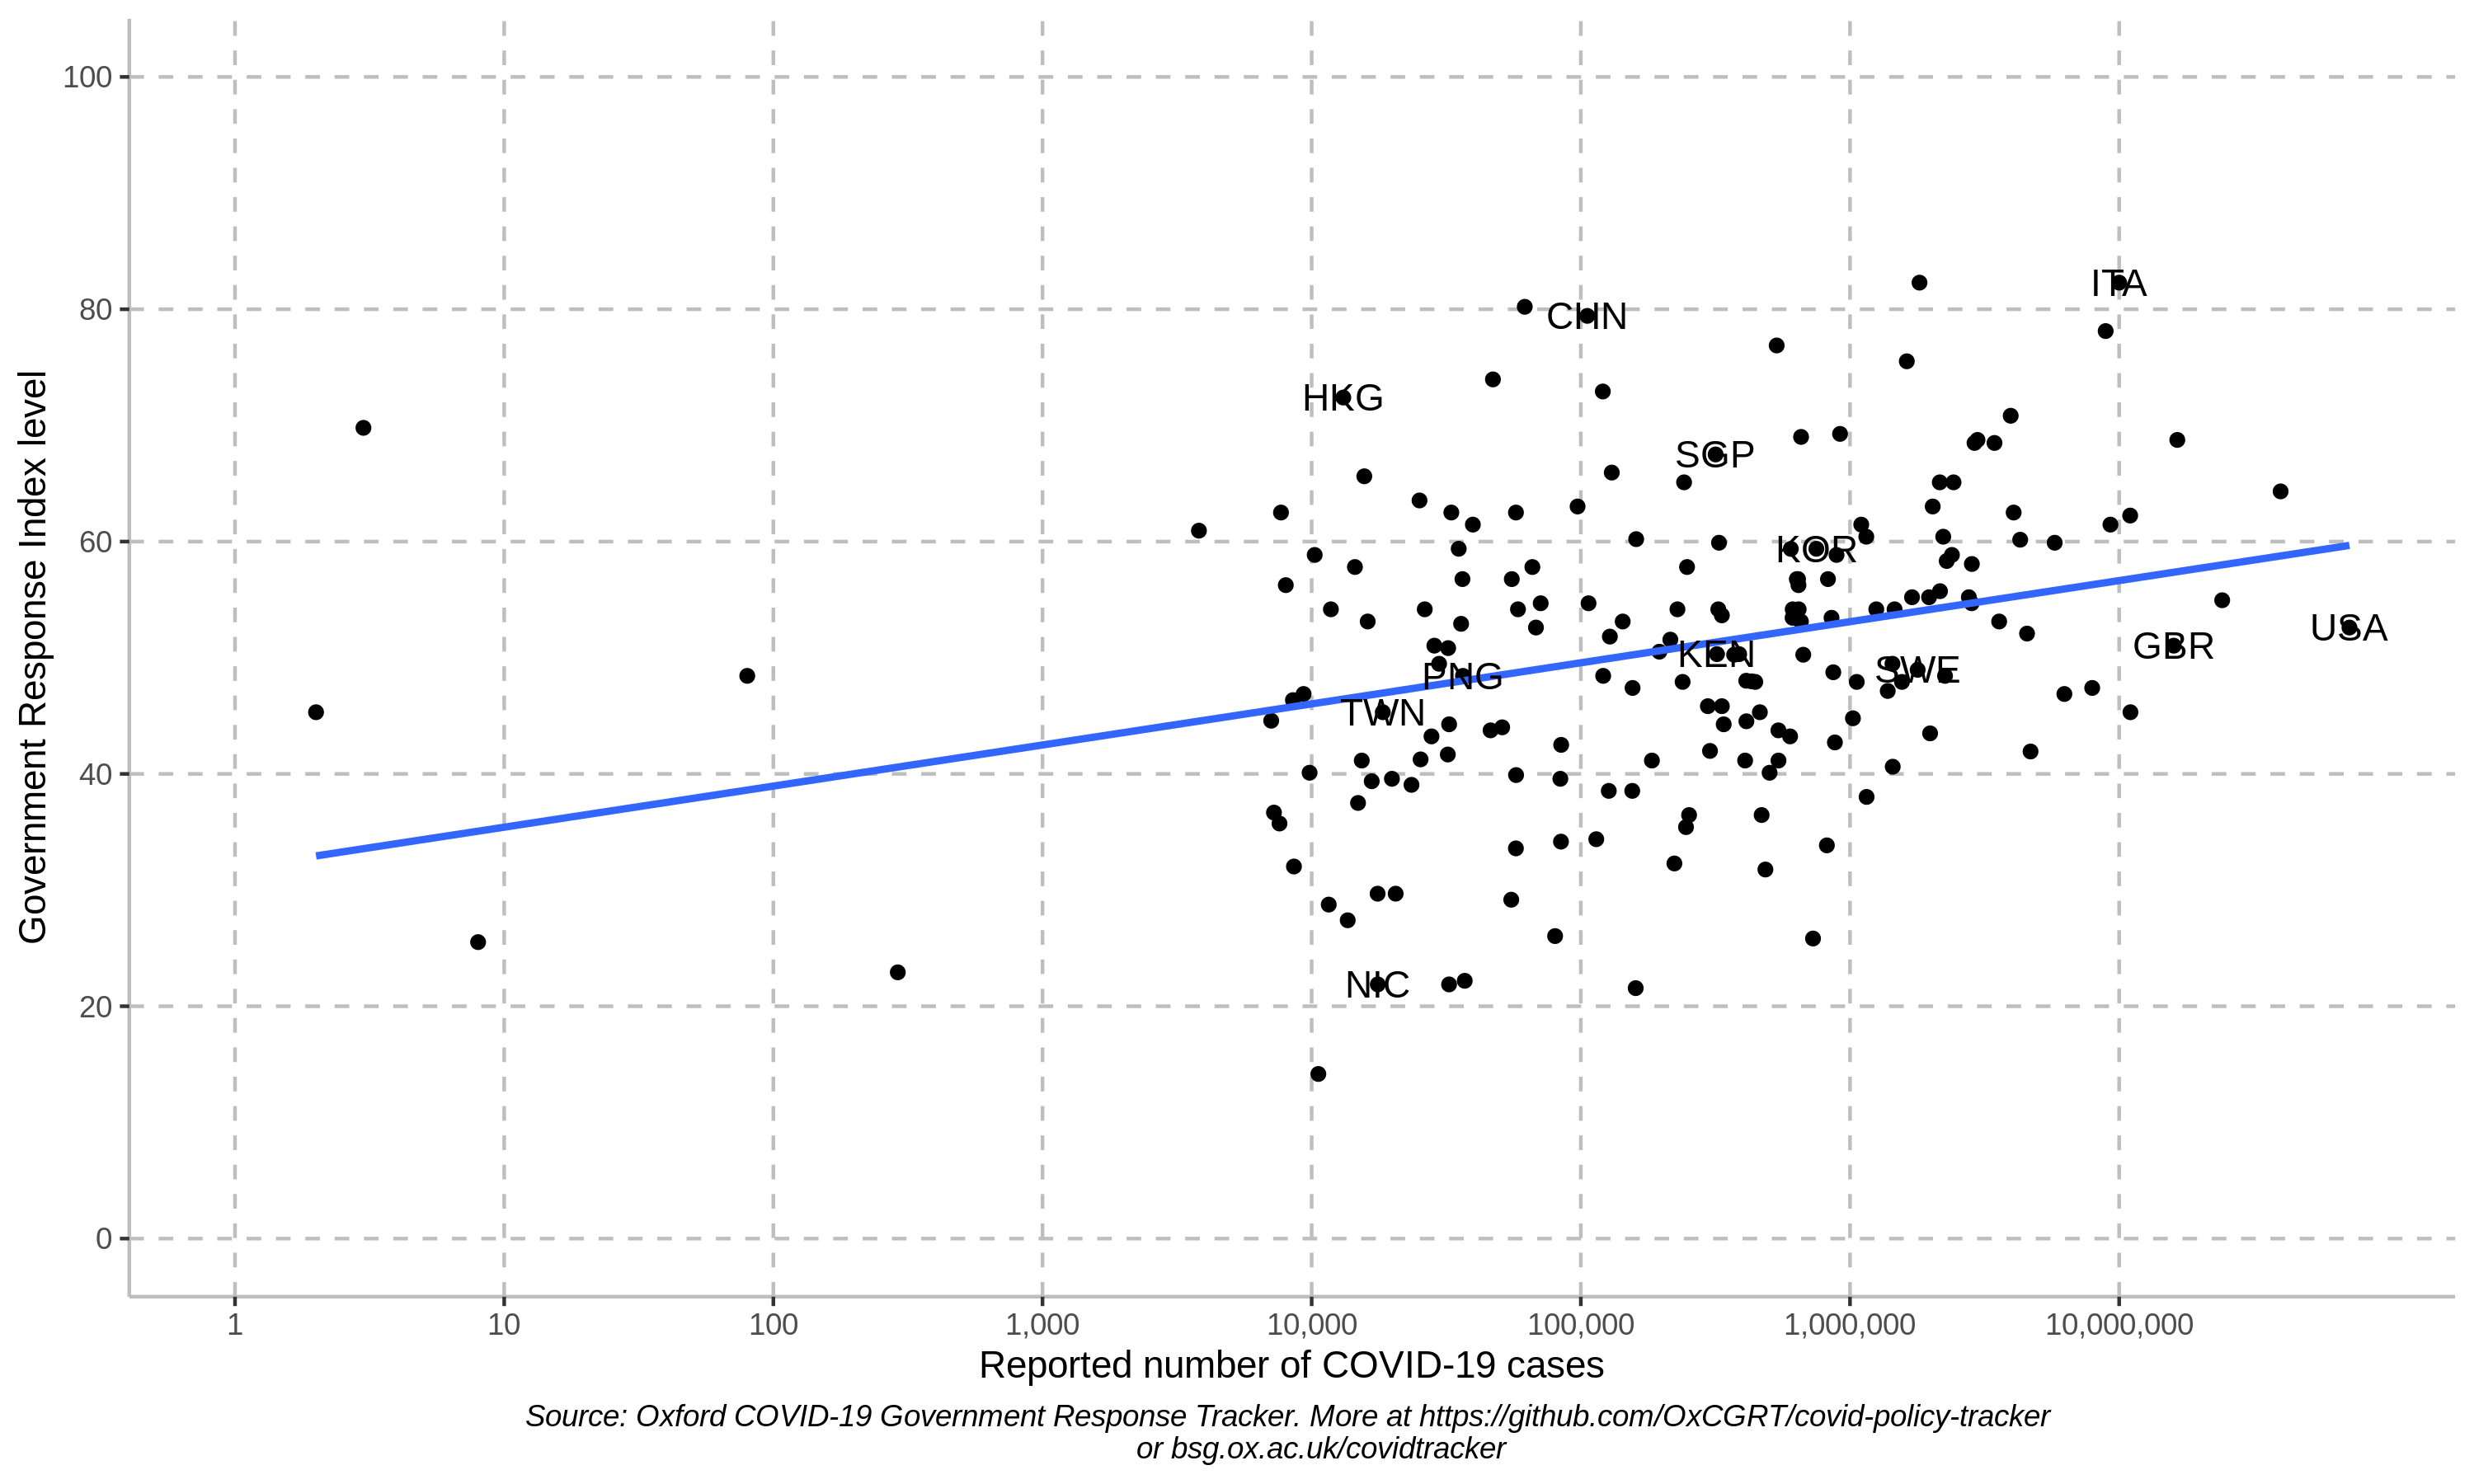 Government Response Index level
100
80
60
40
20
0
ITA
CHN
HKG
SGP
KOR
USA
GBR
KEN
SWE
PNG
TWN
NIC
1
10
100
1,000
10,000
100,000
1,000,000
10,000,000
Reported number of COVID-19 cases
Source: Oxford COVID-19 Government Response Tracker. More at https://github.com/OxCGRT/covid-policy-tracker
or bsg.ox.ac.uk/covidtracker